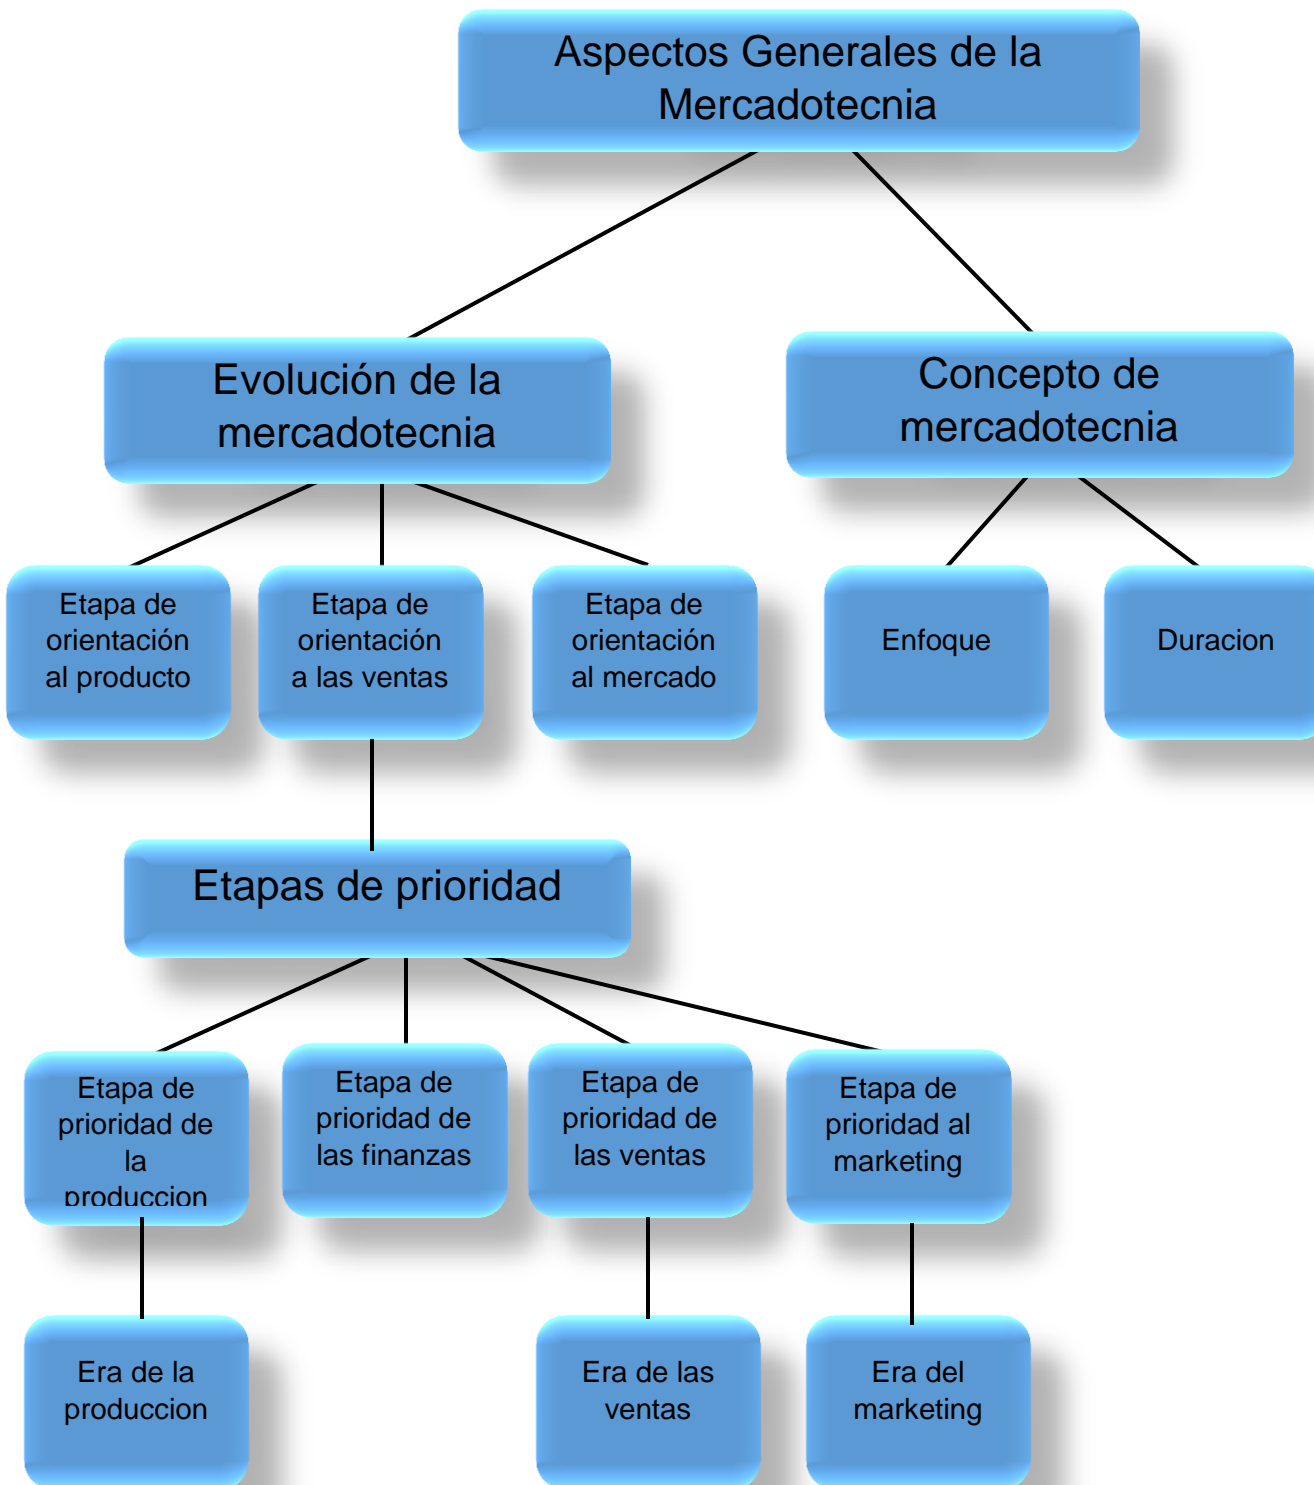 Aspectos Generales de la
Mercadotecnia
Evolución de la
mercadotecnia
Concepto de
mercadotecnia
Etapa de
orientación
al producto
Etapa de
orientación
a las ventas
Etapa de
orientación
al mercado
Enfoque
Duracion
Etapas de prioridad
Etapa de
prioridad de
la
produccion
Etapa de
prioridad de
las finanzas
Etapa de
prioridad de
las ventas
Etapa de
prioridad al
marketing
Era de la
produccion
Era de las
ventas
Era del
marketing